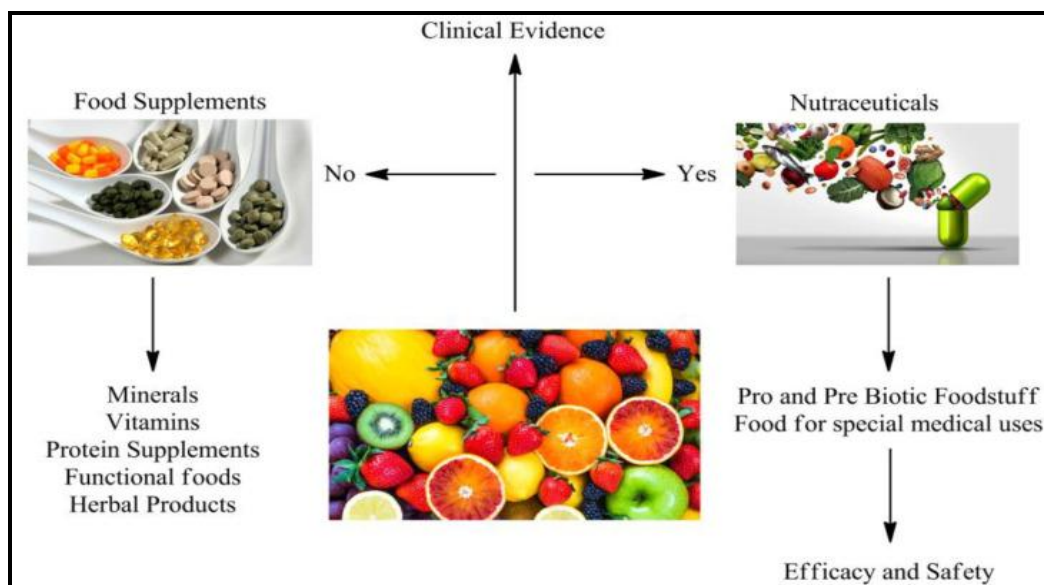 Clinical Evidence
Food Supplements
Nutraceuticals
No
Yes
Minerals
Vitamins
Protein Supplements
Functional foods
Herbal Products
Pro and Pre Biotic Foodstuff
Food for special medical uses
Efficacy and Safety